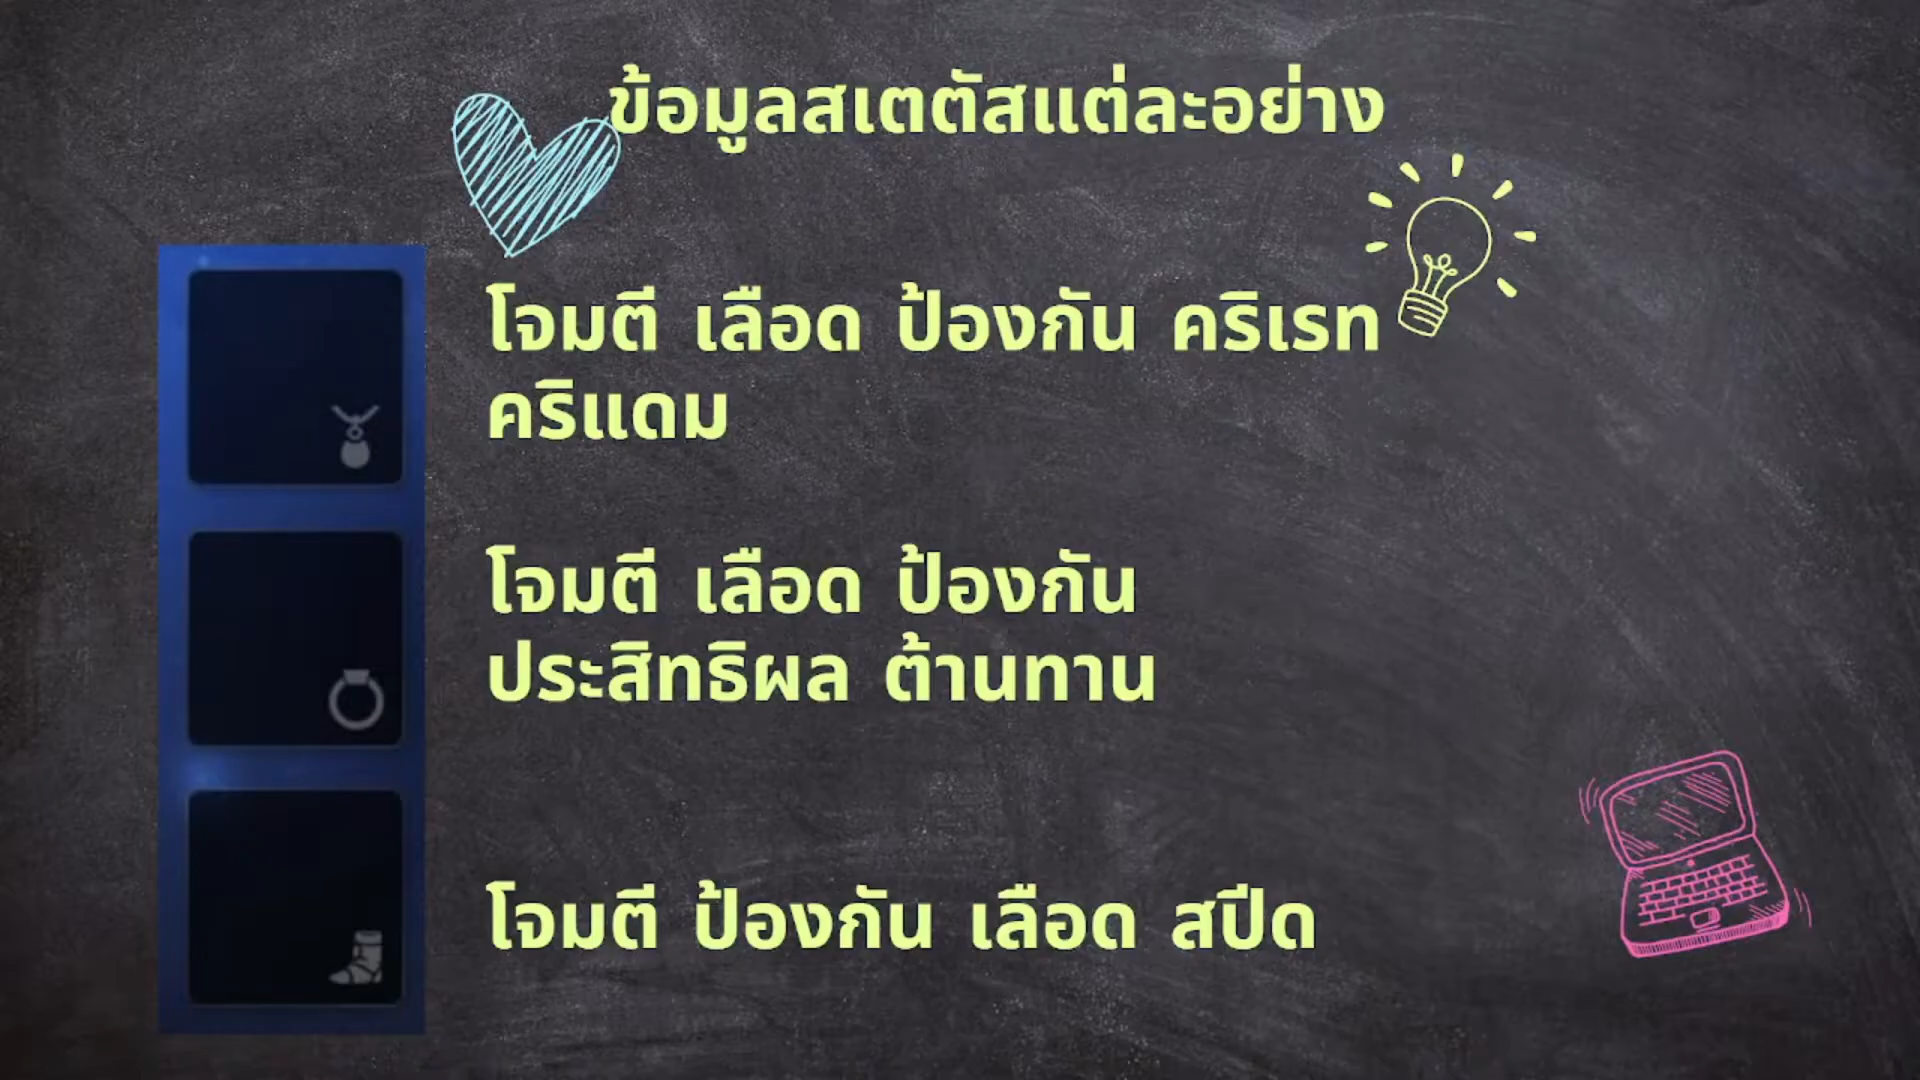 ข้อมูลสเตตัสแต่ละอย่าง
โจมตี เลือด ป้องกัน คริเรท
คริแดม
โจมตี เลือด ป้องกัน
ประสิทธิผล ต้านทาน
โจมตี ป้องกัน เลือด สปีด